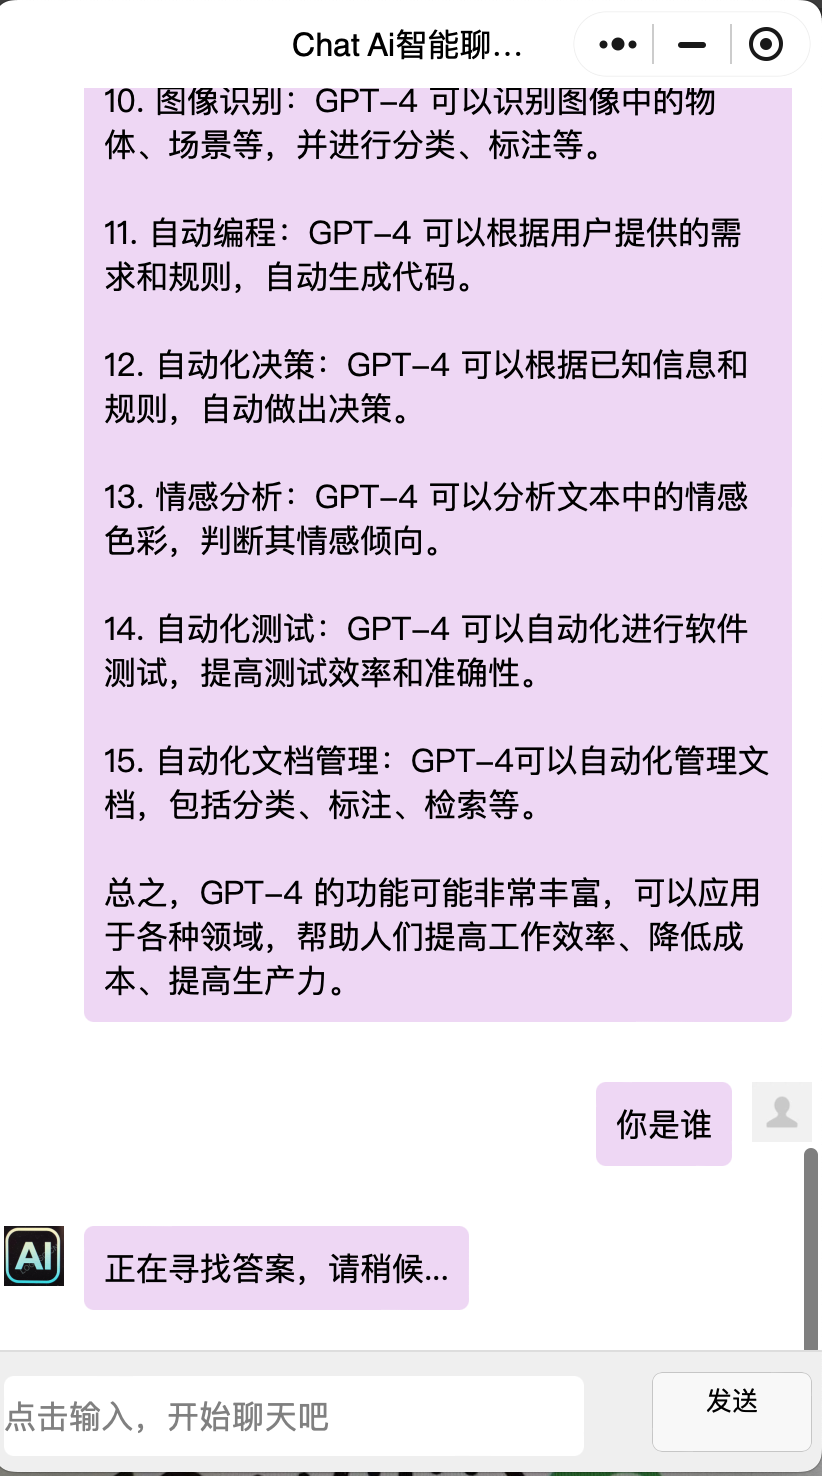 Chat Ai智能聊...
10. 图像识别：GPT-4 可以识别图像中的物
体、场景等，并进行分类、标注等。
11. 自动编程：GPT-4 可以根据用户提供的需
求和规则，自动生成代码。
12. 自动化决策：GPT-4 可以根据已知信息和
规则，自动做出决策。
13. 情感分析：GPT-4 可以分析文本中的情感
色彩，判断其情感倾向。
14. 自动化测试：GPT-4 可以自动化进行软件
测试，提高测试效率和准确性。
15. 自动化文档管理：GPT-4可以自动化管理文
档，包括分类、标注、检索等。
总之，GPT-4 的功能可能非常丰富，可以应用
于各种领域，帮助人们提高工作效率、降低成
本、提高生产力。
你是谁
AI
正在寻找答案，请稍候...
点击输入，开始聊天吧
发送